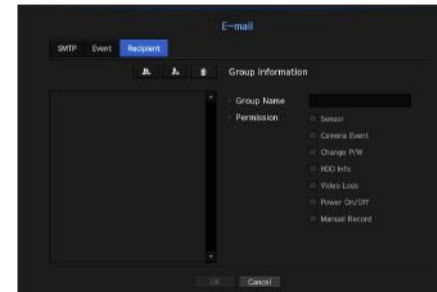 E-mail
SMTP Event Recipient
Group Information
Group Name
Permission
Sensor
Camera Event
Change P/W
HDD Info
Video Loss
Power On/Off
Manual Record
OK Cancel